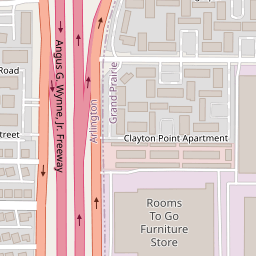 Road
Angus G. Wynne, Jr. Freeway
Arlington
Grand Prairie
Street
Clayton Point Apartment
Rooms
To Go
Furniture
Store